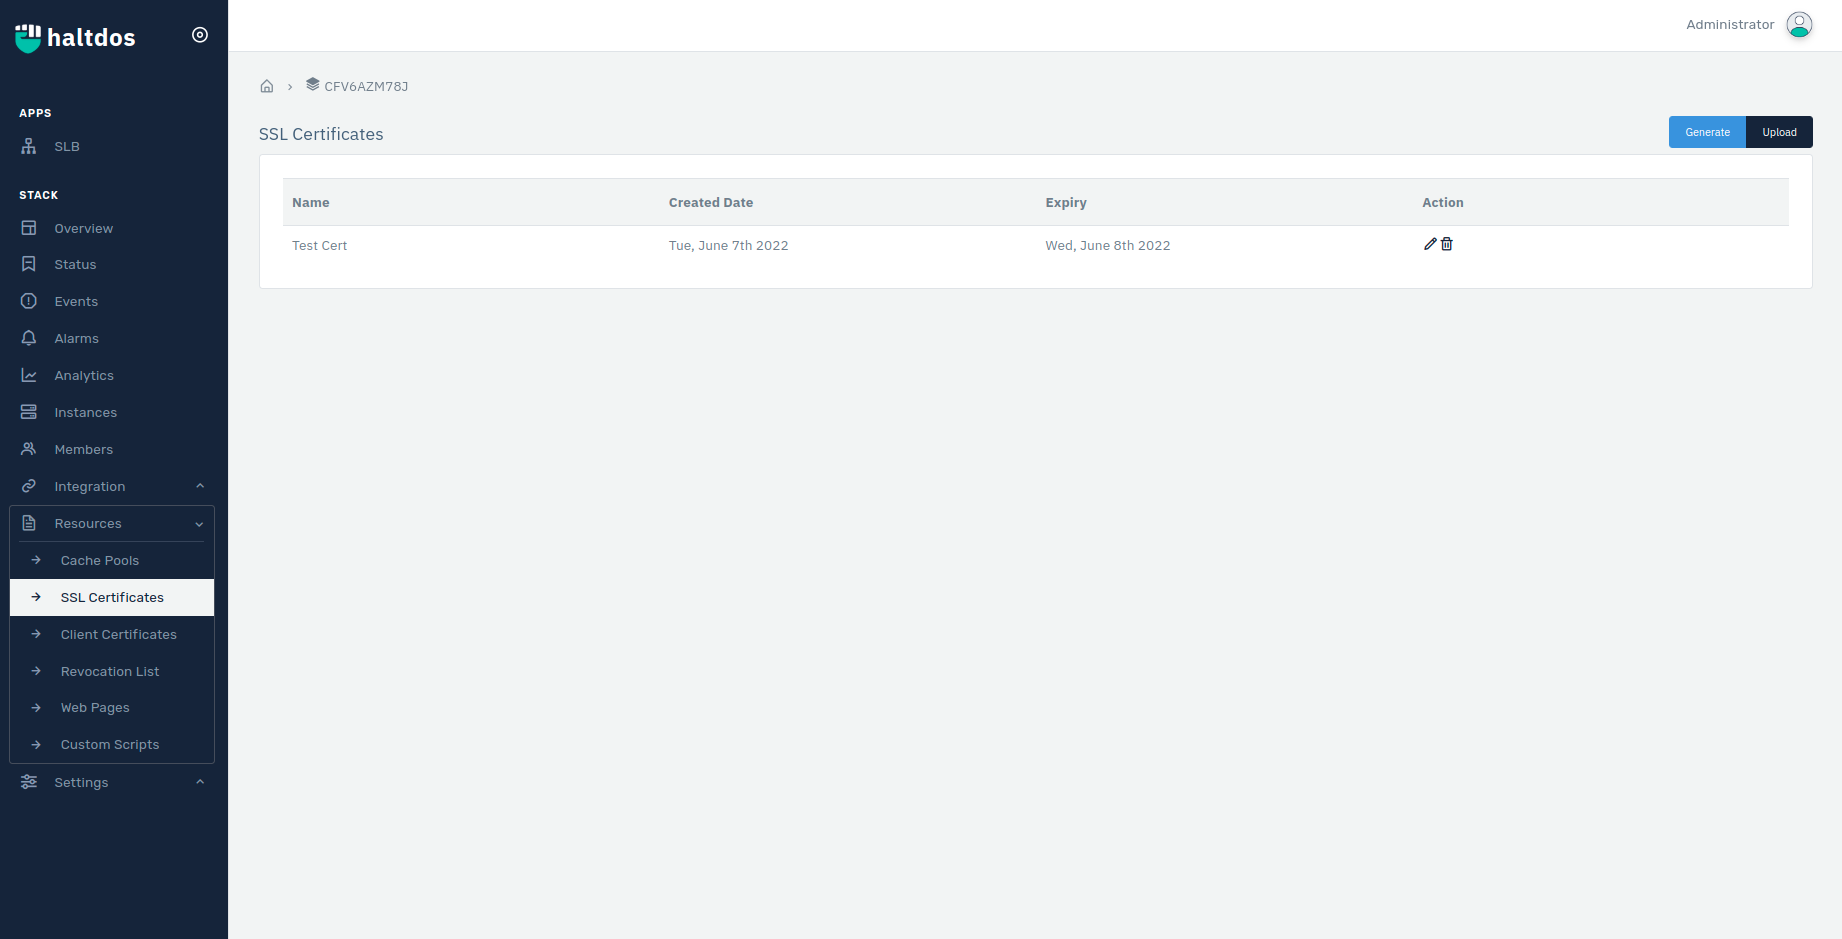 haltdos
Administrator
CFV6AZM78J
APPS
SLB
STACK
Overview
Status
Events
Alarms
Analytics
Instances
Members
Integration
Resources
Cache Pools
SSL Certificates
Client Certificates
Revocation List
Web Pages
Custom Scripts
Settings
SSL Certificates
Generate Upload
Name Created Date Expiry Action
Test Cert Tue, June 7th 2022 Wed, June 8th 2022